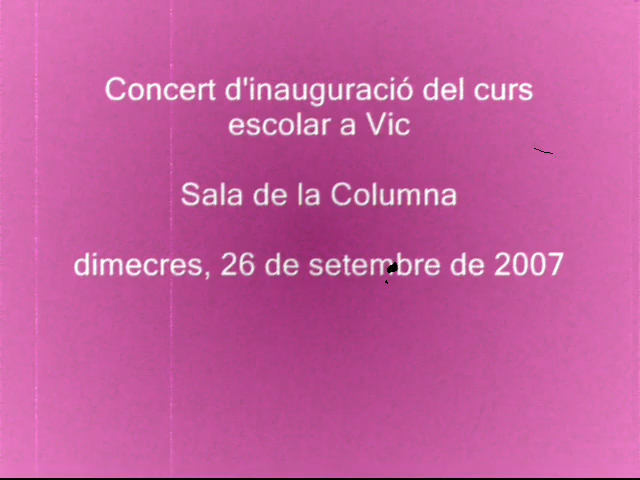 Concert d'inauguració del curs
escolar a Vic
Sala de la Columna
dimecres, 26 de setembre de 2007